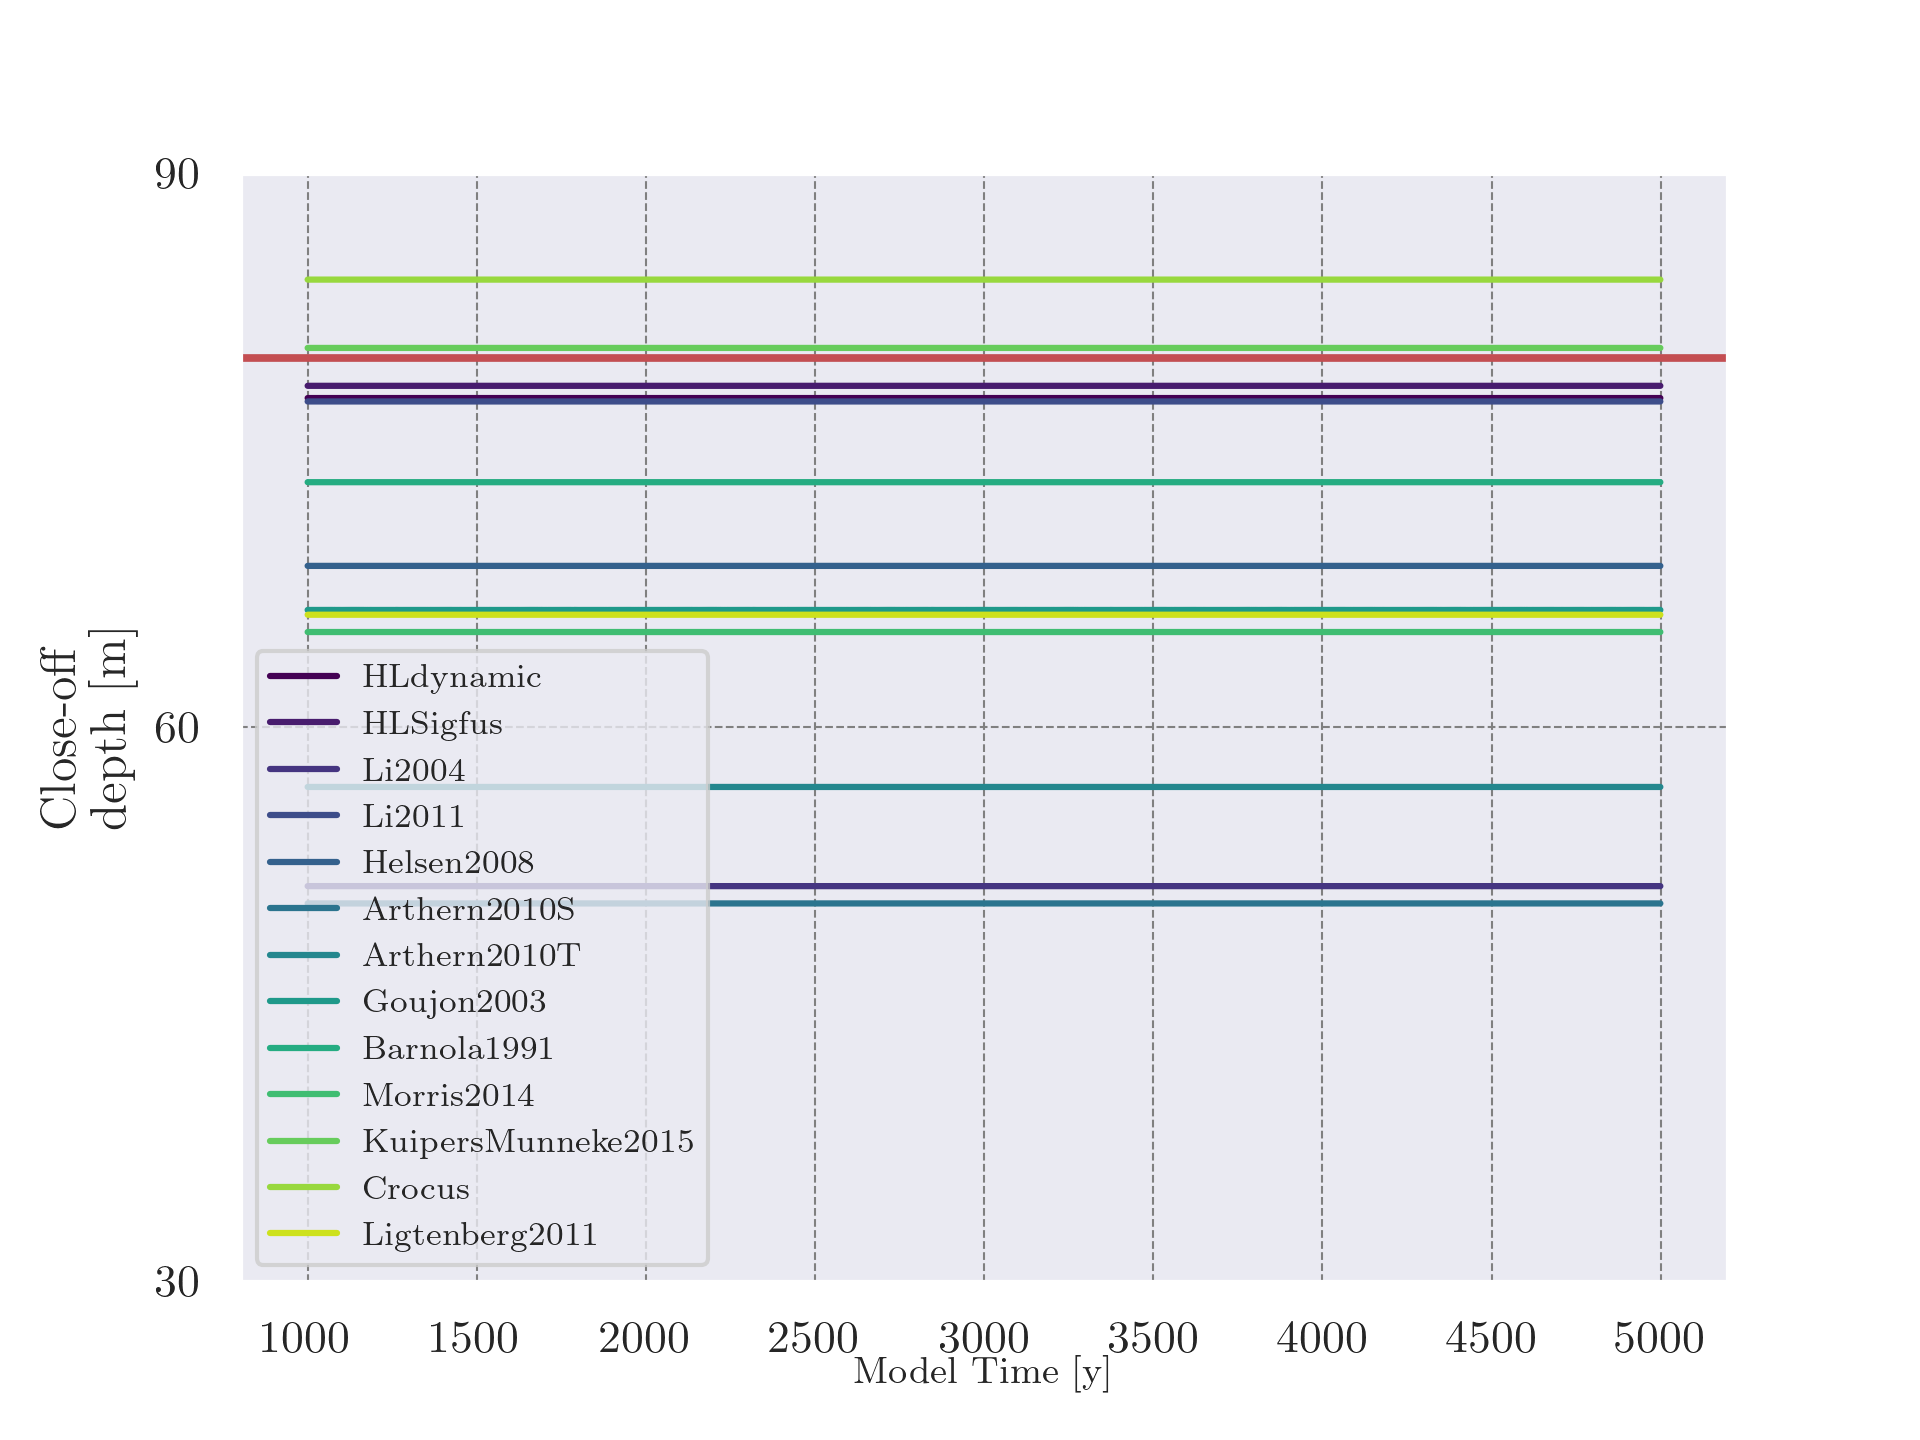 90
60
30
Close-off
depth [m]
HLdynamic
HLSigfus
Li2004
Li2011
Helsen2008
Arthern2010S
Arthern2010T
Goujon2003
Barnola1991
Morris2014
KuipersMunneke2015
Crocus
Ligtenberg2011
1000 1500 2000 2500 3000 3500 4000 4500 5000
Model Time [y]